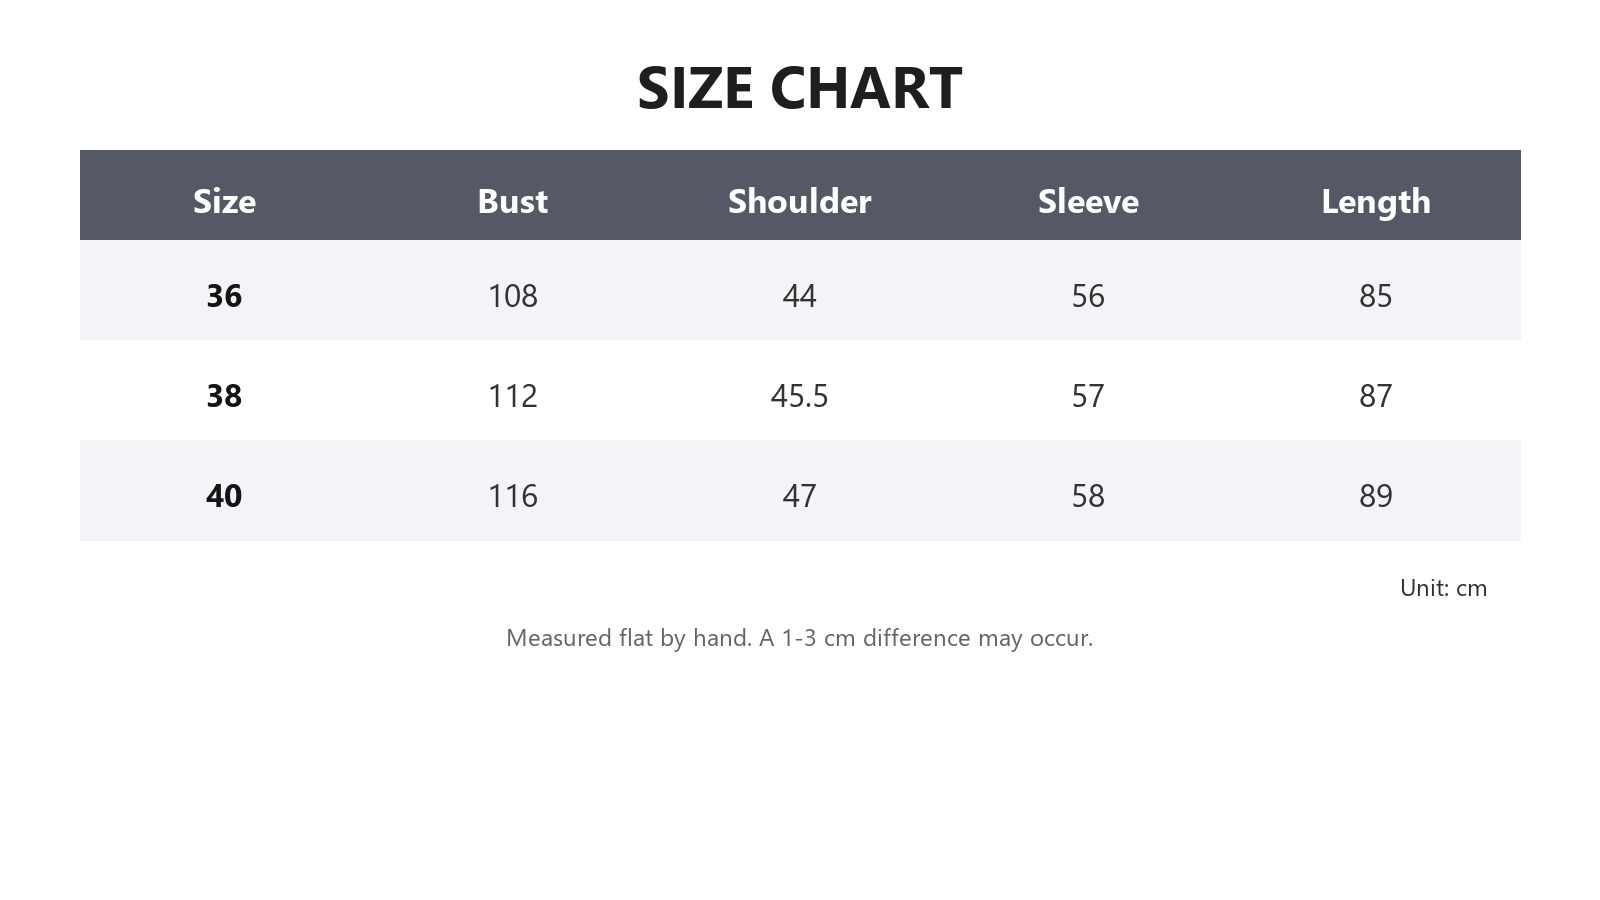 SIZE CHART
Size Bust Shoulder Sleeve Length
36 108 44 56 85
38 112 45.5 57 87
40 116 47 58 89
Unit: cm
Measured flat by hand. A 1-3 cm difference may occur.